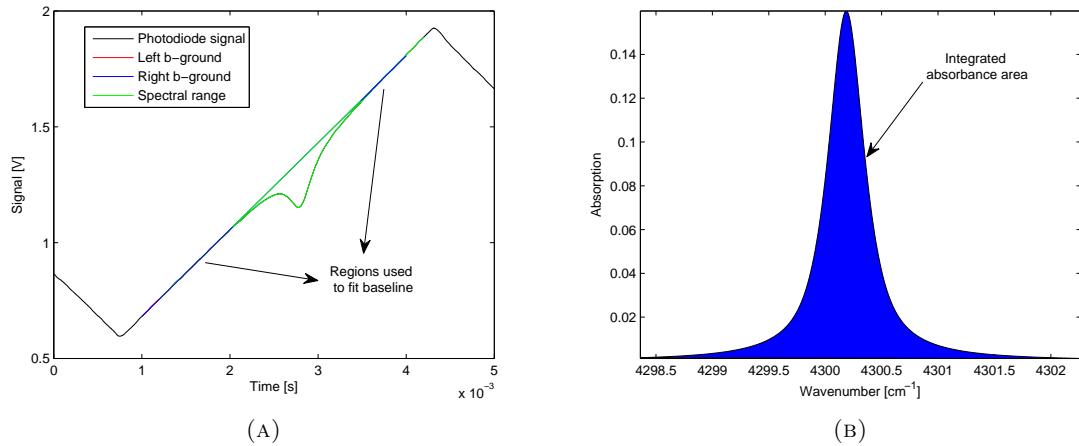 2
1.5
1
0.5
Signal [V]
Photodiode signal
Left b-ground
Right b-ground
Spectral range
Regions used
to fit baseline
0
1
2
3
4
5
Time [s]
x 10⁻³
(A)
0.14
0.12
0.1
0.08
0.06
0.04
0.02
Absorption
Integrated
absorbance area
4298.5
4299
4299.5
4300
4300.5
4301
4301.5
4302
Wavenumber [cm⁻¹]
(B)